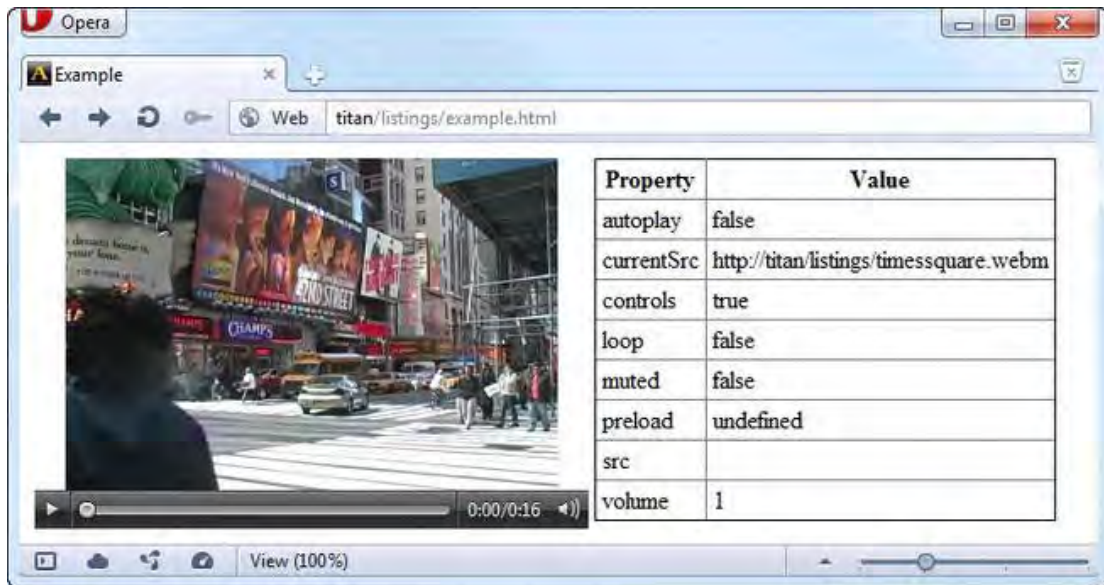 Opera
Example
Web titan/listings/example.html
S
CHAMPS
42ND STREET
0:00/0:16
Property Value
autoplay false
currentSrc http://titan/listings/timessquare.webm
controls true
loop false
muted false
preload undefined
src
volume 1
View (100%)